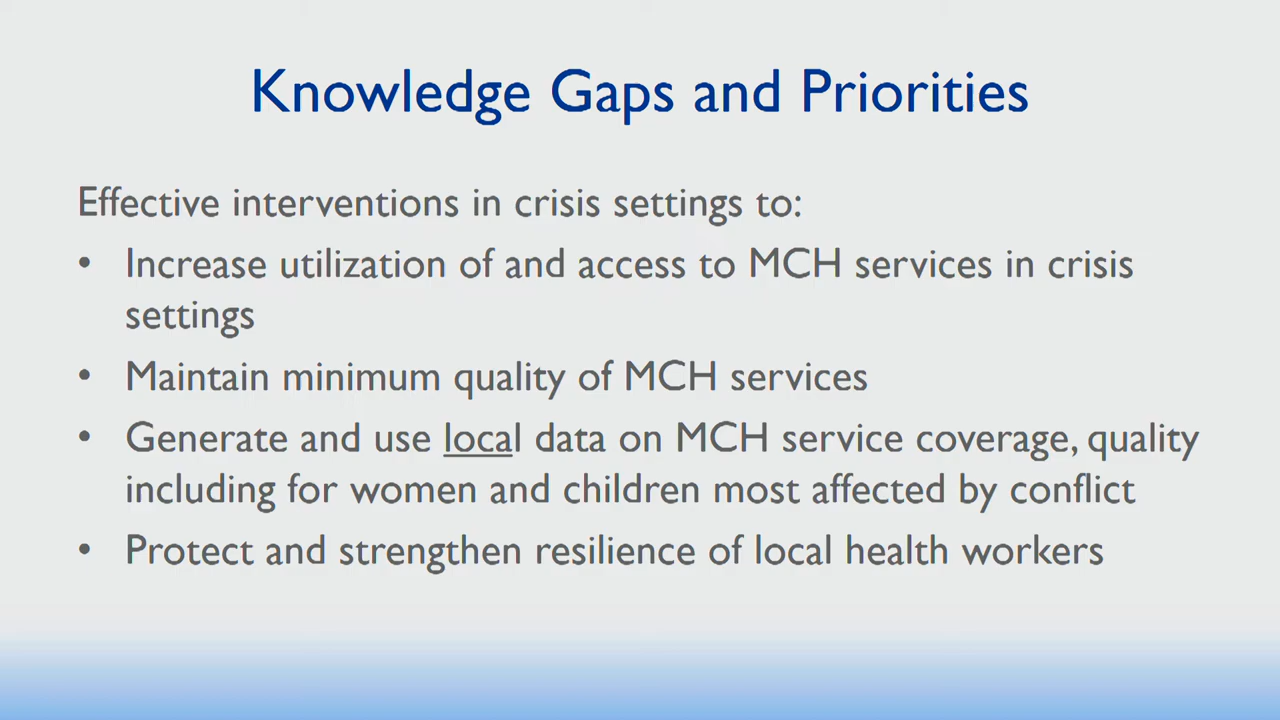 Knowledge Gaps and Priorities
Effective interventions in crisis settings to:
• Increase utilization of and access to MCH services in crisis
settings
• Maintain minimum quality of MCH services
• Generate and use local data on MCH service coverage, quality
including for women and children most affected by conflict
• Protect and strengthen resilience of local health workers